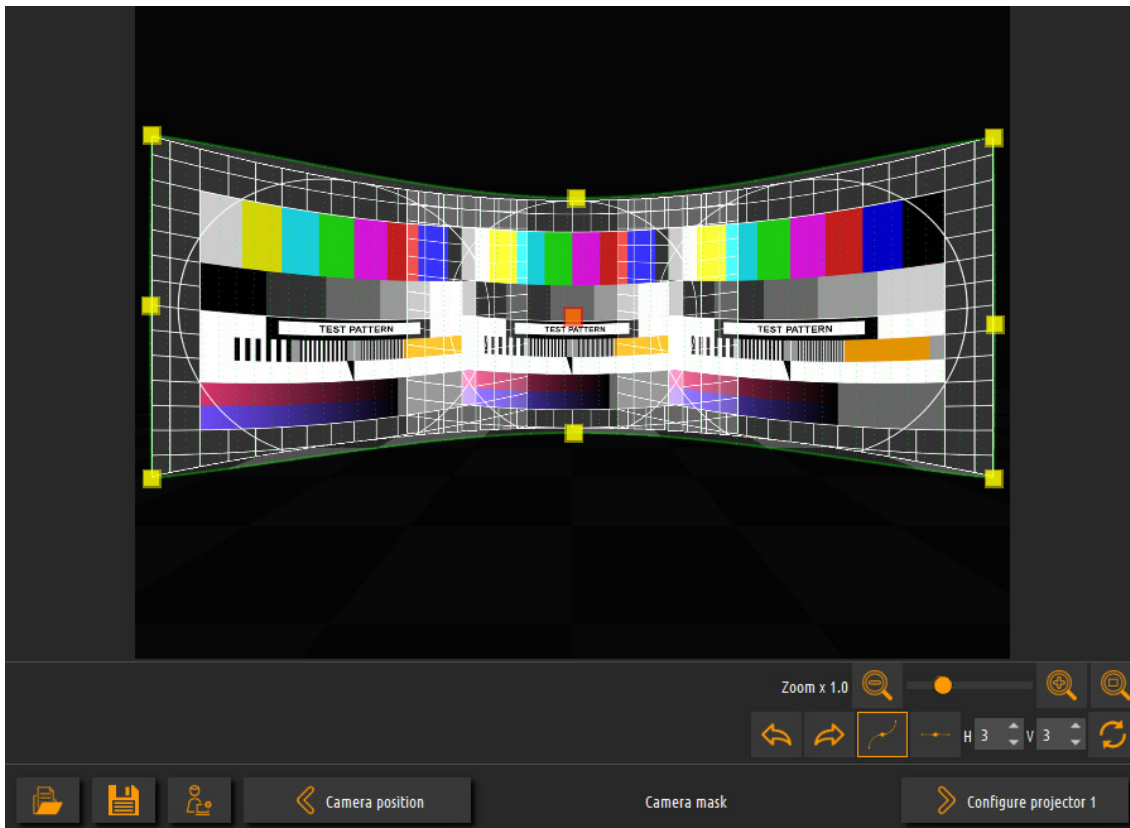 TEST PATTERN
TEST PATTERN
TEST PATTERN
Zoom x 1.0
H 3 V 3
Camera position
Camera mask
Configure projector 1